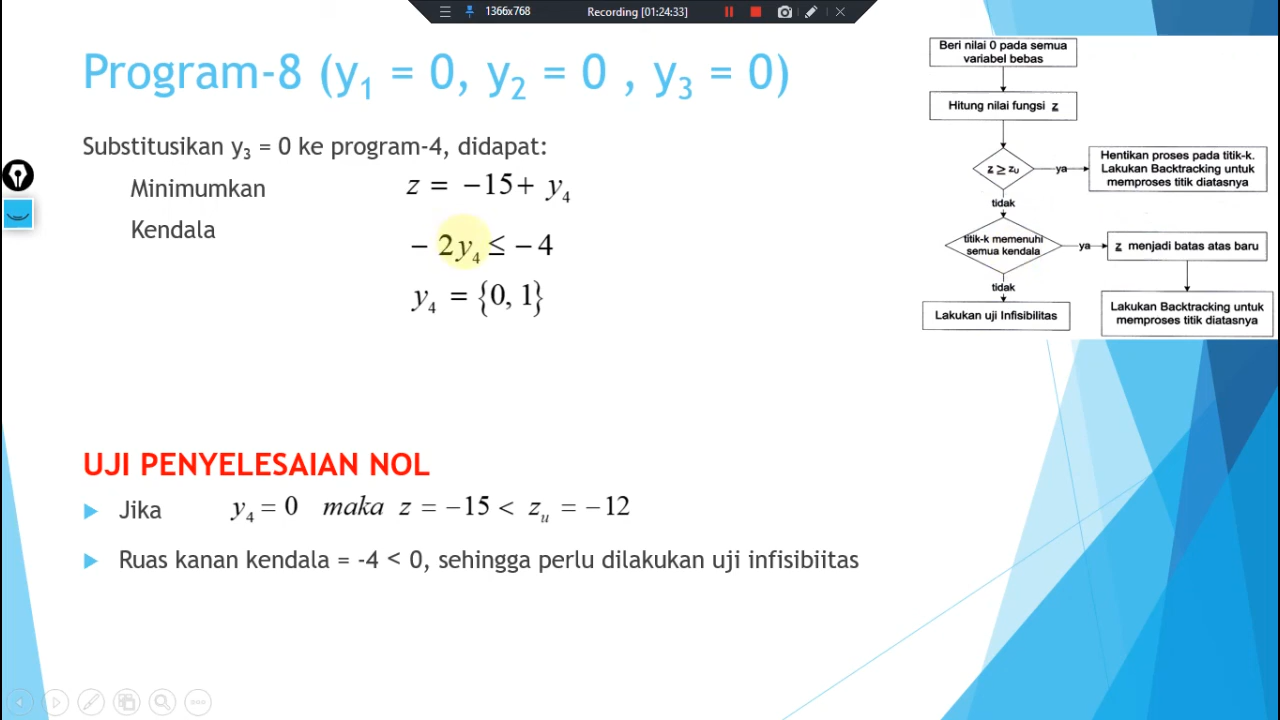 1366x768
Recording [01:24:33]
Program-8 (y₁ = 0, y₂ = 0 , y₃ = 0)
Substitusikan y₃ = 0 ke program-4, didapat:
Minimumkan z = −15+ y₄
Kendala
− 2y₄ ≤ − 4
y₄ = {0, 1}
Beri nilai 0 pada semua
variabel bebas
Hitung nilai fungsi z
z ≥ zᵤ
ya
Hentikan proses pada titik-k.
Lakukan Backtracking untuk
memproses titik diatasnya
tidak
titik-k memenuhi
semua kendala
ya
z menjadi batas atas baru
tidak
Lakukan uji Infisibilitas
Lakukan Backtracking untuk
memproses titik diatasnya
UJI PENYELESAIAN NOL
Jika y₄ = 0 maka z = −15 < zᵤ = −12
Ruas kanan kendala = -4 < 0, sehingga perlu dilakukan uji infisibiitas